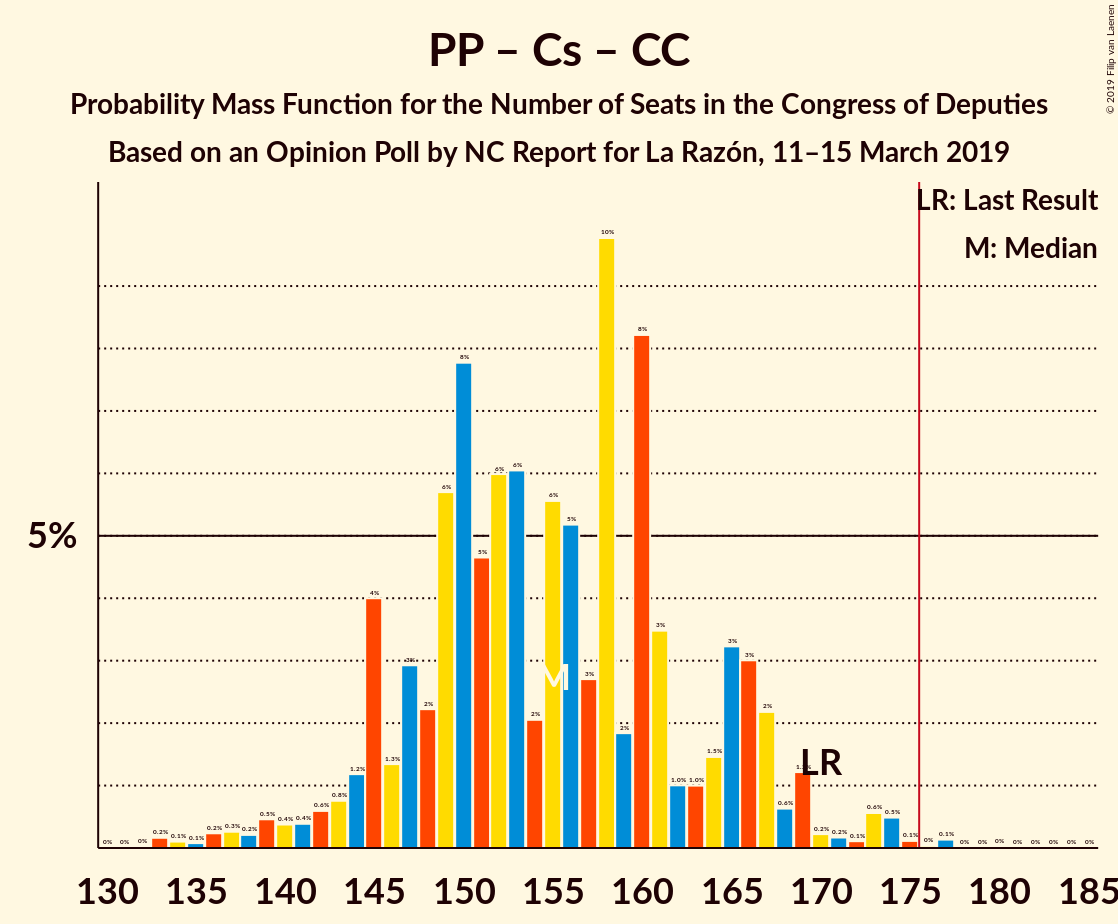 PP – Cs – CC
Probability Mass Function for the Number of Seats in the Congress of Deputies
Based on an Opinion Poll by NC Report for La Razón, 11–15 March 2019
© 2019 Filip van Laenen
LR: Last Result
M: Median
5%
0% 0% 0% 0.2% 0.1% 0.1% 0.2% 0.3% 0.2% 0.5% 0.4% 0.4% 0.6% 0.8% 1.2% 4% 1.3% 3% 2% 6% 8% 5% 6% 6% 2% 6% 5% 3% 10% 2% 8% 3% 1.0% 1.0% 1.5% 3% 3% 2% 0.6% 0.2% 0.2% 0.1% 0.6% 0.5% 0.1% 0% 0.1% 0% 0% 0% 0% 0% 0% 0% 0%
M
LR
130 135 140 145 150 155 160 165 170 175 180 185